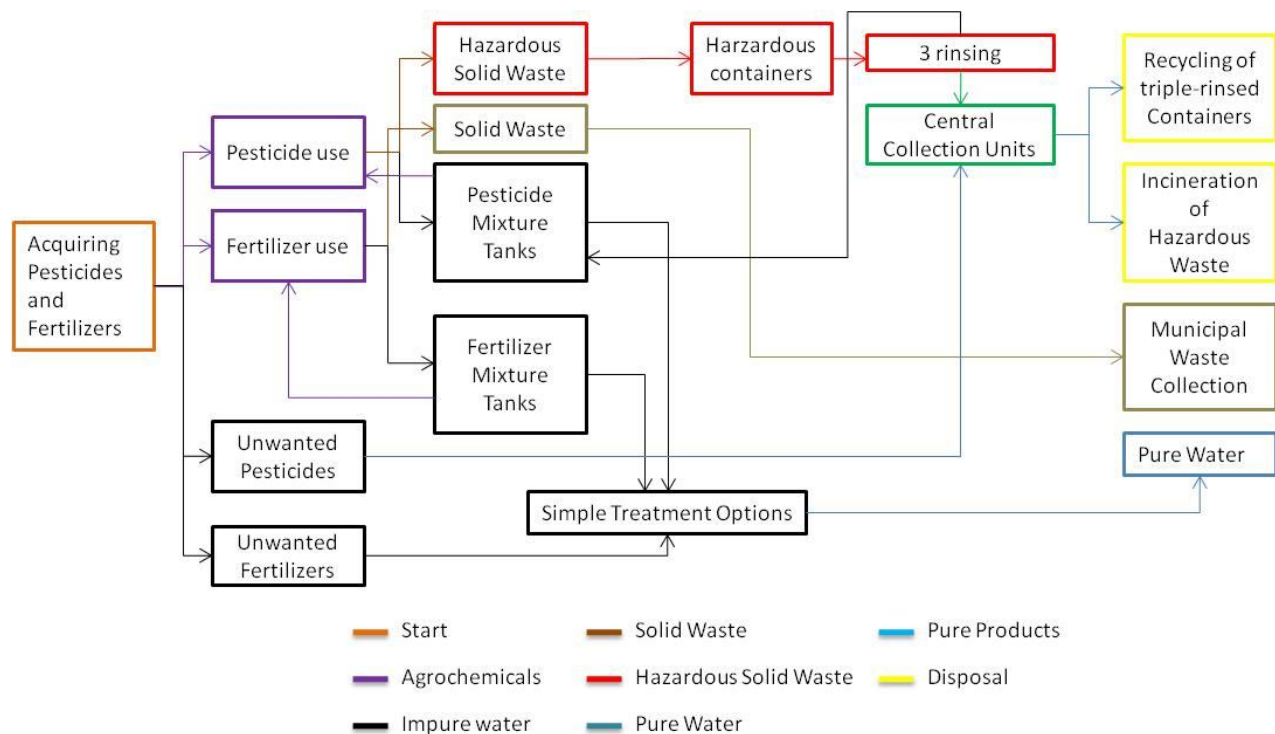 Hazardous
Solid Waste
Harzardous
containers
3 rinsing
Recycling of
triple-rinsed
Containers
Solid Waste
Central
Collection Units
Pesticide use
Pesticide
Mixture
Tanks
Incineration
of
Hazardous
Waste
Acquiring
Pesticides
and
Fertilizers
Fertilizer use
Fertilizer
Mixture
Tanks
Municipal
Waste
Collection
Unwanted
Pesticides
Pure Water
Simple Treatment Options
Unwanted
Fertilizers
Start
Solid Waste
Pure Products
Agrochemicals
Hazardous Solid Waste
Disposal
Impure water
Pure Water